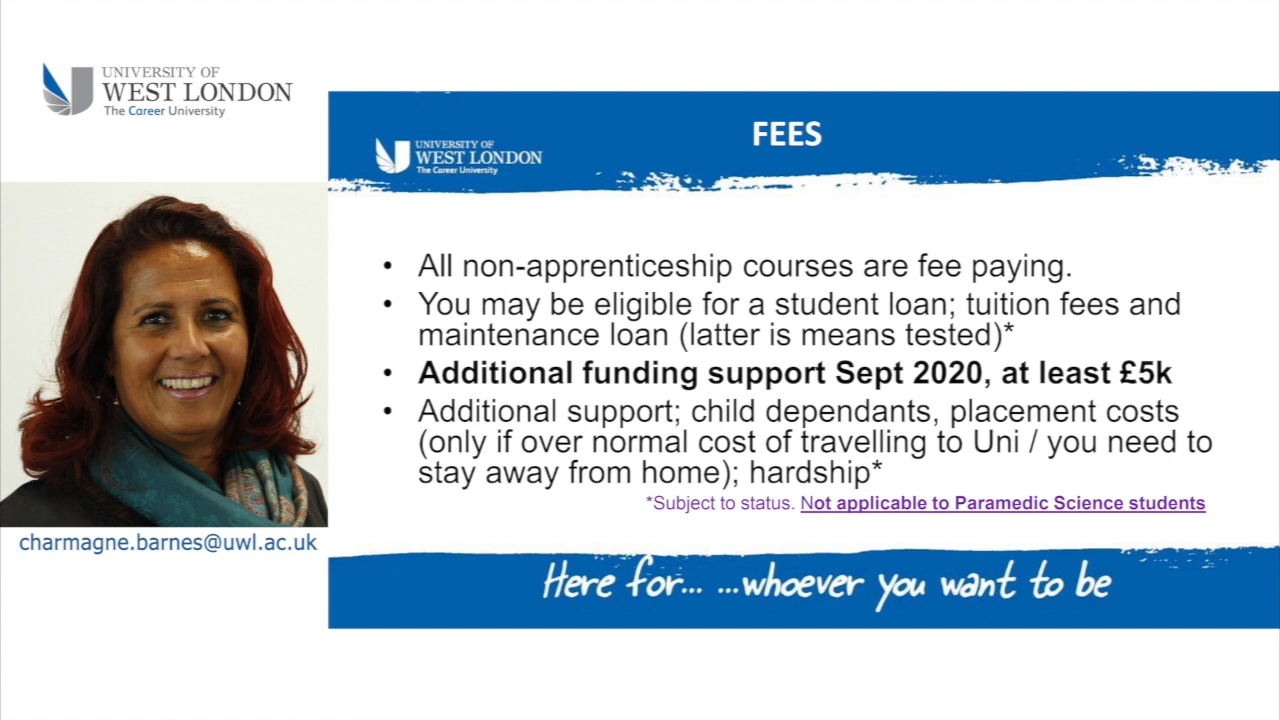 UNIVERSITY OF
WEST LONDON
The Career University
charmagne.barnes@uwl.ac.uk
UNIVERSITY OF
WEST LONDON
The Career University
FEES
• All non-apprenticeship courses are fee paying.
• You may be eligible for a student loan; tuition fees and
maintenance loan (latter is means tested)*
• Additional funding support Sept 2020, at least £5k
• Additional support; child dependants, placement costs
(only if over normal cost of travelling to Uni / you need to
stay away from home); hardship*
*Subject to status. Not applicable to Paramedic Science students
Here for... ...whoever you want to be